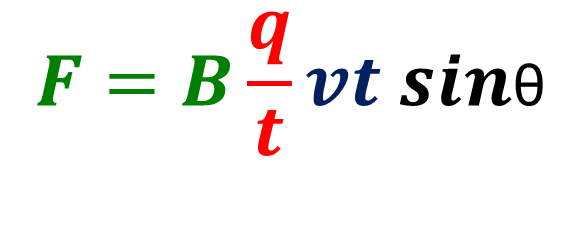 F = B q/t vt sinθ